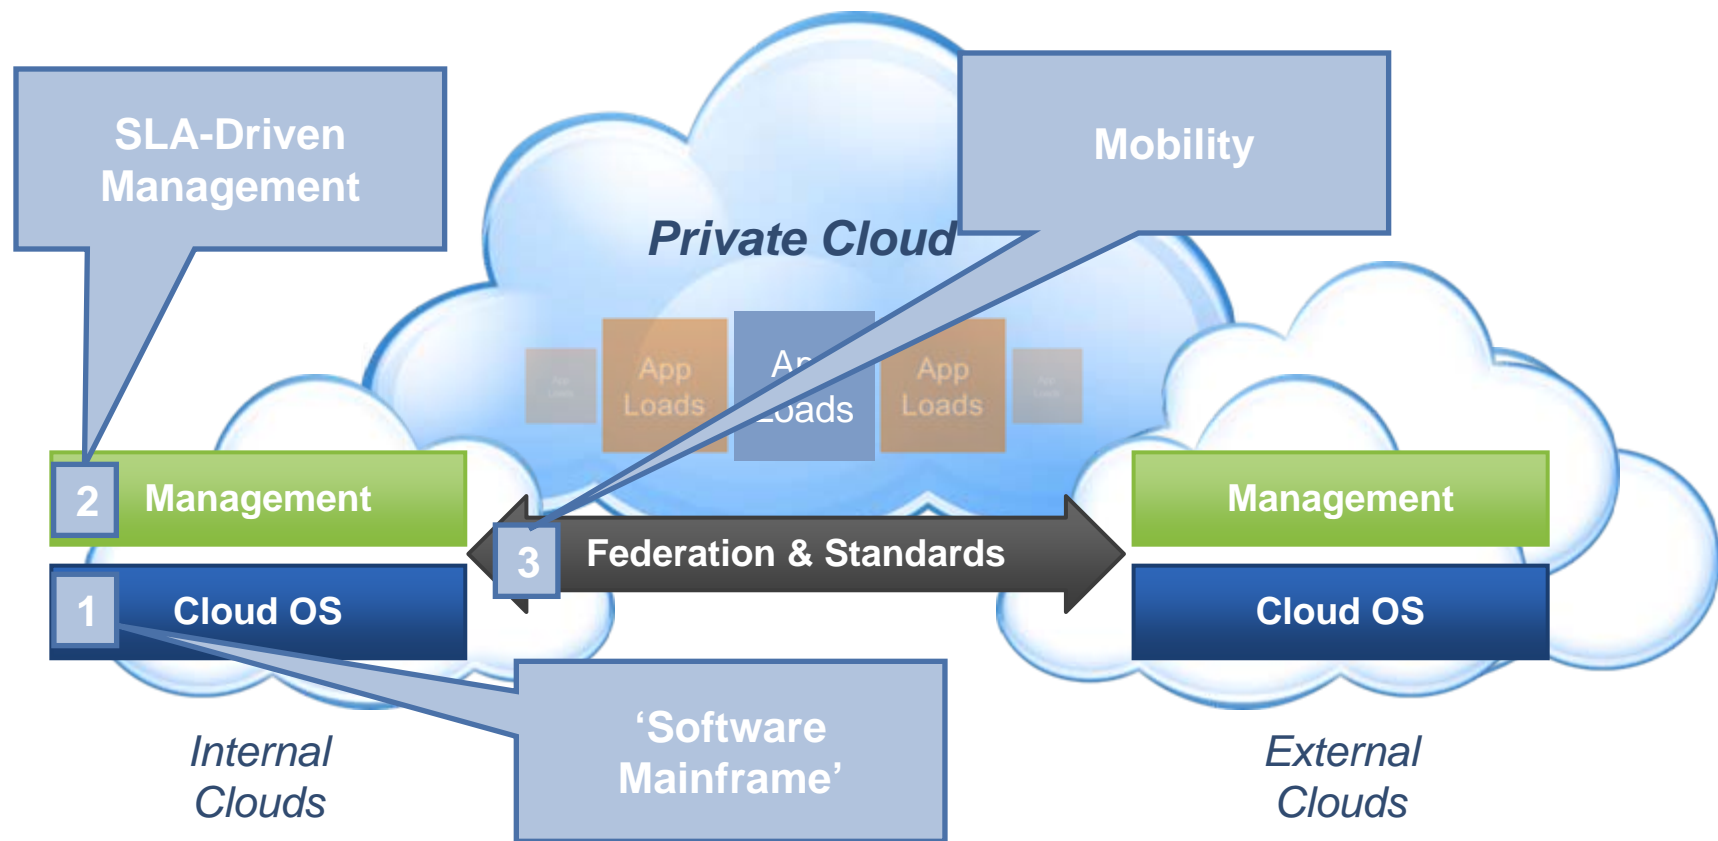 SLA-Driven
Management
Mobility
Private Cloud
App
Loads
App
Loads
App
Loads
2
Management
Management
3
Federation & Standards
1
Cloud OS
Cloud OS
‘Software
Mainframe’
Internal
Clouds
External
Clouds